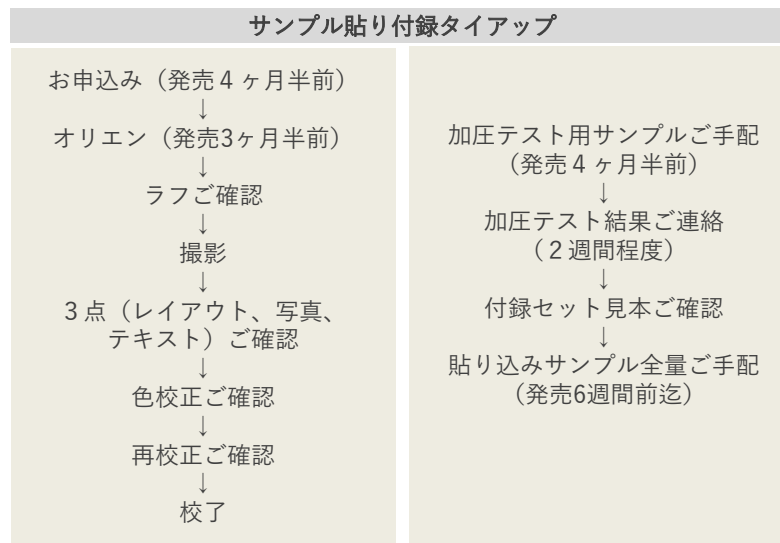 サンプル貼り付録タイアップ
お申込み（発売４ヶ月半前）
↓
オリエン（発売3ヶ月半前）
↓
ラフご確認
↓
撮影
↓
３点（レイアウト、写真、
テキスト）ご確認
↓
色校正ご確認
↓
再校正ご確認
↓
校了
加圧テスト用サンプルご手配
（発売４ヶ月半前）
↓
加圧テスト結果ご連絡
（２週間程度）
↓
付録セット見本ご確認
↓
貼り込みサンプル全量ご手配
（発売6週間前迄）